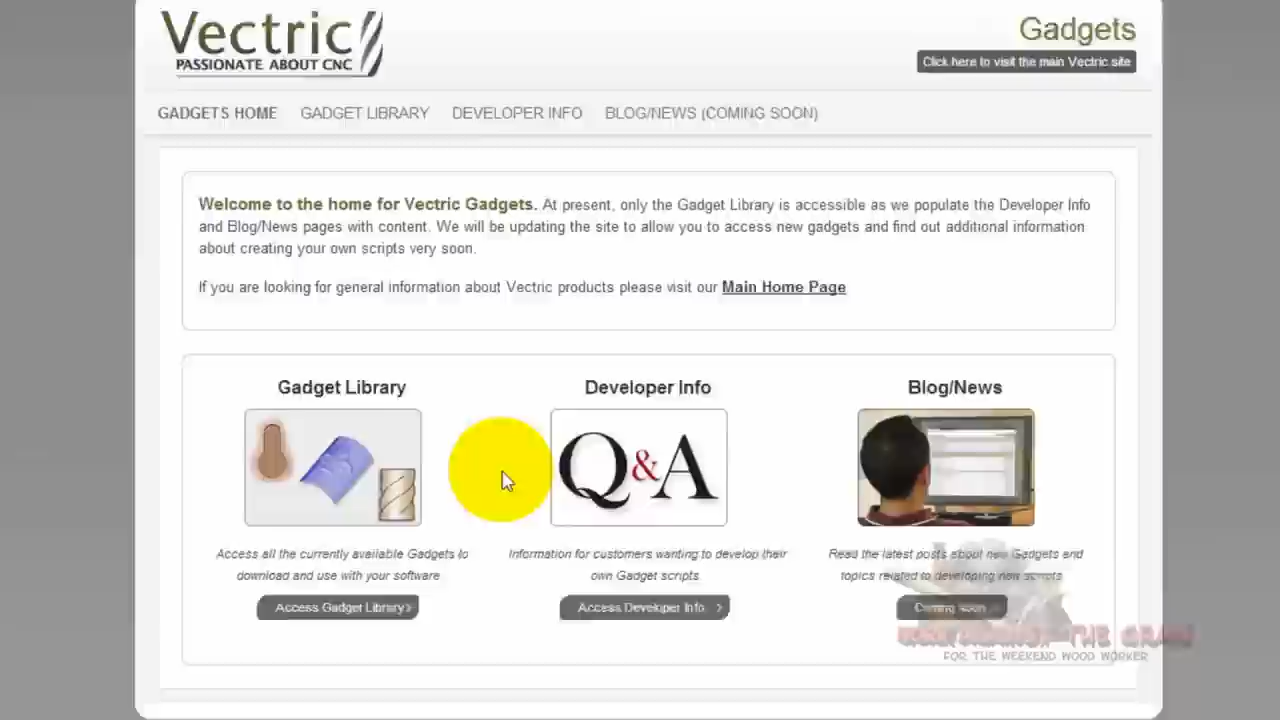 Vectric
PASSIONATE ABOUT CNC
Gadgets
Click here to visit the main Vectric site
GADGETS HOME GADGET LIBRARY DEVELOPER INFO BLOG/NEWS (COMING SOON)
Welcome to the home for Vectric Gadgets. At present, only the Gadget Library is accessible as we populate the Developer Info
and Blog/News pages with content. We will be updating the site to allow you to access new gadgets and find out additional information
about creating your own scripts very soon.
If you are looking for general information about Vectric products please visit our Main Home Page
Gadget Library
Access all the currently available Gadgets to
download and use with your software
Access Gadget Library ›
Developer Info
Q&A
Information for customers wanting to develop their
own Gadget scripts
Access Developer Info ›
Blog/News
Read the latest posts about new Gadgets and
topics related to developing new scripts
Coming Soon
AGAINST THE GRAIN
FOR THE WEEKEND WOOD WORKER